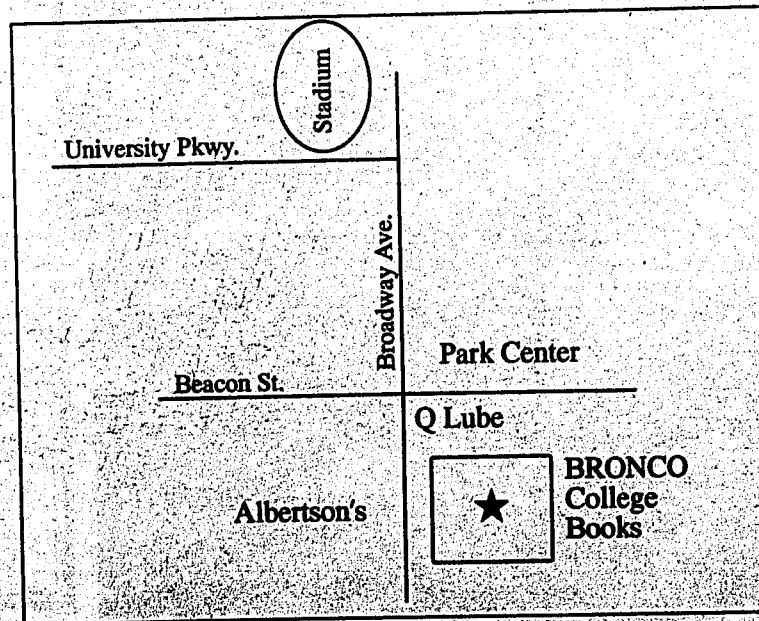 Stadium
University Pkwy.
Broadway Ave.
Park Center
Beacon St.
Q Lube
Albertson's
BRONCO
College
Books